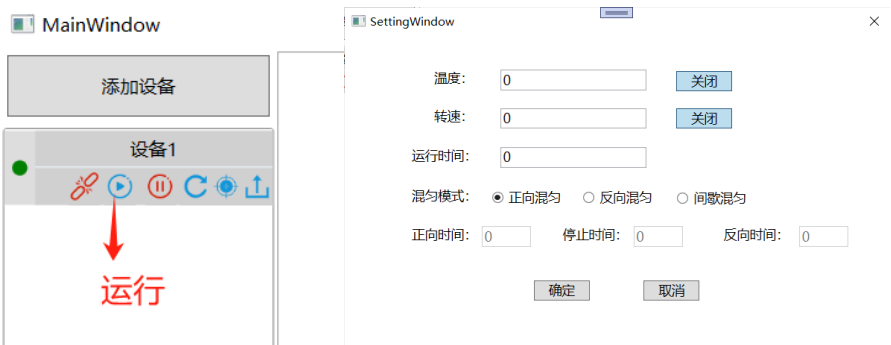 MainWindow
添加设备
设备1
运行
SettingWindow
温度: 0 关闭
转速: 0 关闭
运行时间: 0
混匀模式: 正向混匀 反向混匀 间歇混匀
正向时间: 0 停止时间: 0 反向时间: 0
确定 取消